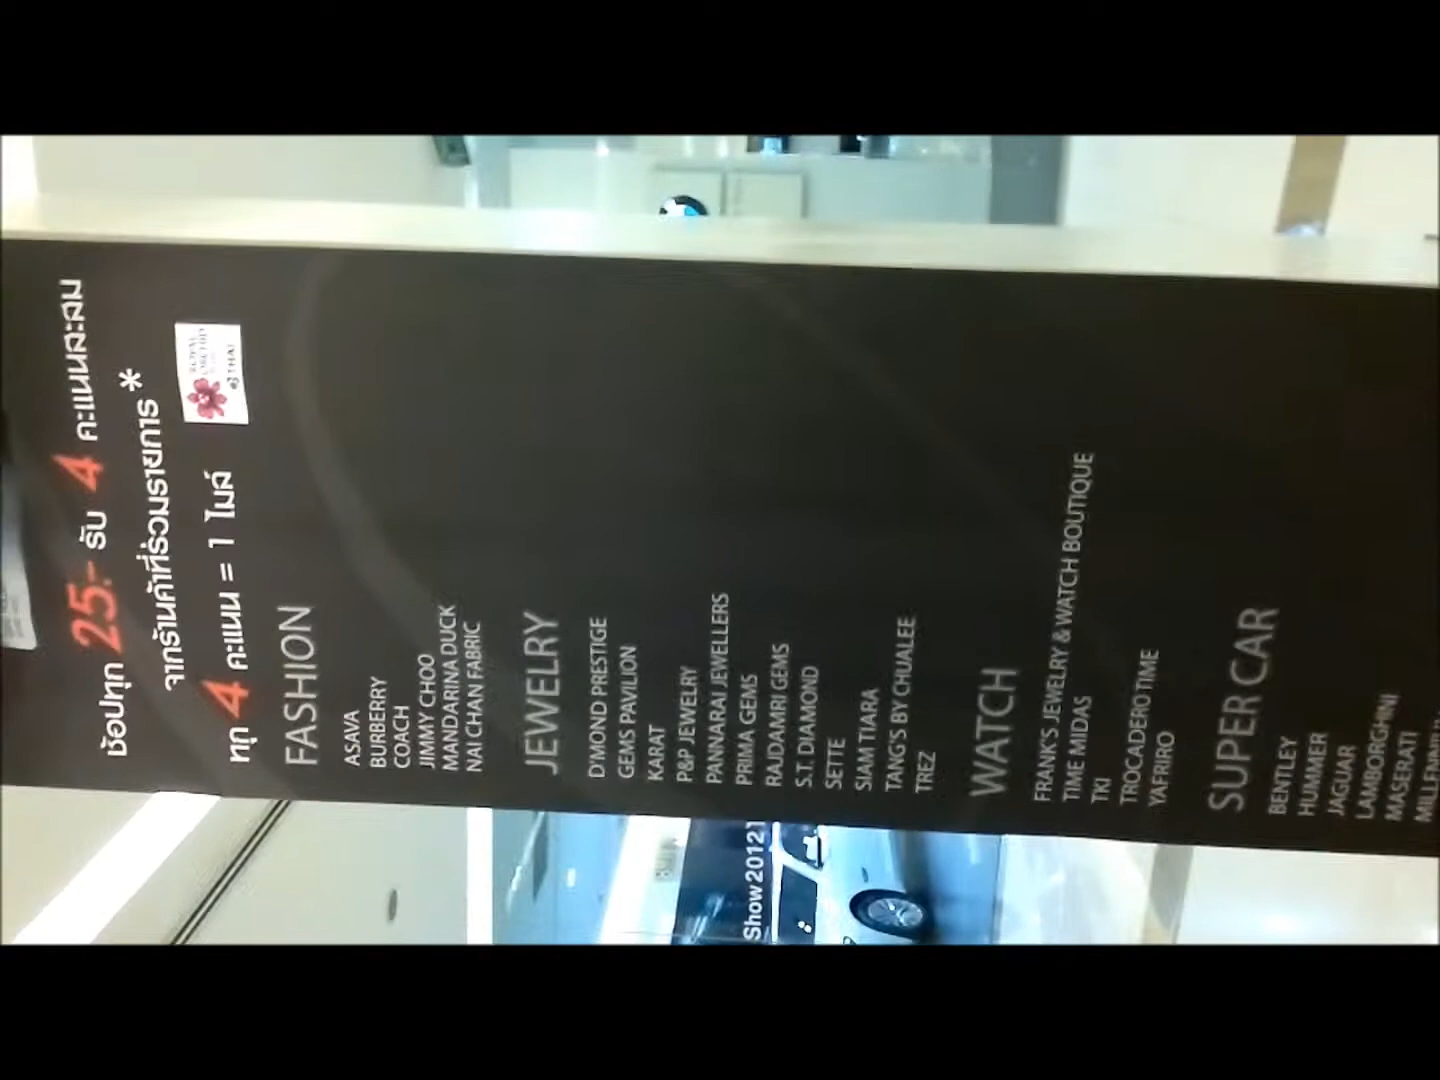 ช้อปทุก 25.- รับ 4 คะแนนสะสม
จากร้านค้าที่ร่วมรายการ*
ทุก 4 คะแนน = 1 ไมล์
ROYAL
ORCHID
THAI
FASHION
ASAVA
BURBERRY
COACH
JIMMY CHOO
MANDARINA DUCK
NAI CHAN FABRIC
JEWELRY
D'MOND PRESTIGE
GEMS PAVILION
KARAT
P&P JEWELRY
PANNARAI JEWELLERS
PRIMA GEMS
RAJDAMRI GEMS
S.T. DIAMOND
SETTE
SIAM TIARA
TANG'S BY CHUALEE
TREZ
WATCH
FRANK'S JEWELRY & WATCH BOUTIQUE
TIME MIDAS
TKI
TROCADERO TIME
YAFRIRO
SUPER CAR
BENTLEY
HUMMER
JAGUAR
LAMBORGHINI
MASERATI
Show2012